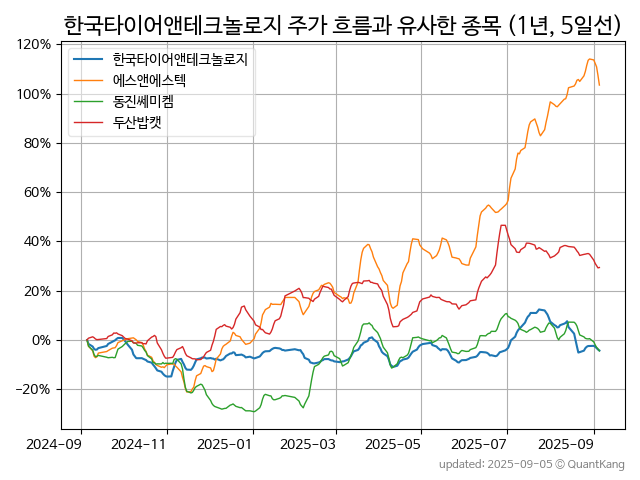 한국타이어앤테크놀로지 주가 흐름과 유사한 종목 (1년, 5일선)
120%
100%
80%
60%
40%
20%
0%
−20%
한국타이어앤테크놀로지
에스앤에스텍
동진쎄미켐
두산밥캣
2024-09 2024-11 2025-01 2025-03 2025-05 2025-07 2025-09
updated: 2025-09-05 © QuantKang